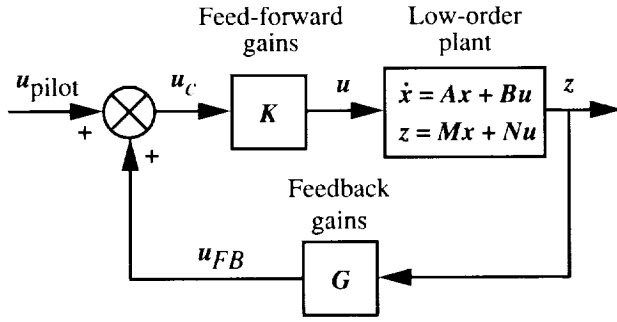 Feed-forward
gains
Low-order
plant
u_pilot
u_c
K
u
ẋ = Ax + Bu
z = Mx + Nu
z
+
+
Feedback
gains
u_FB
G